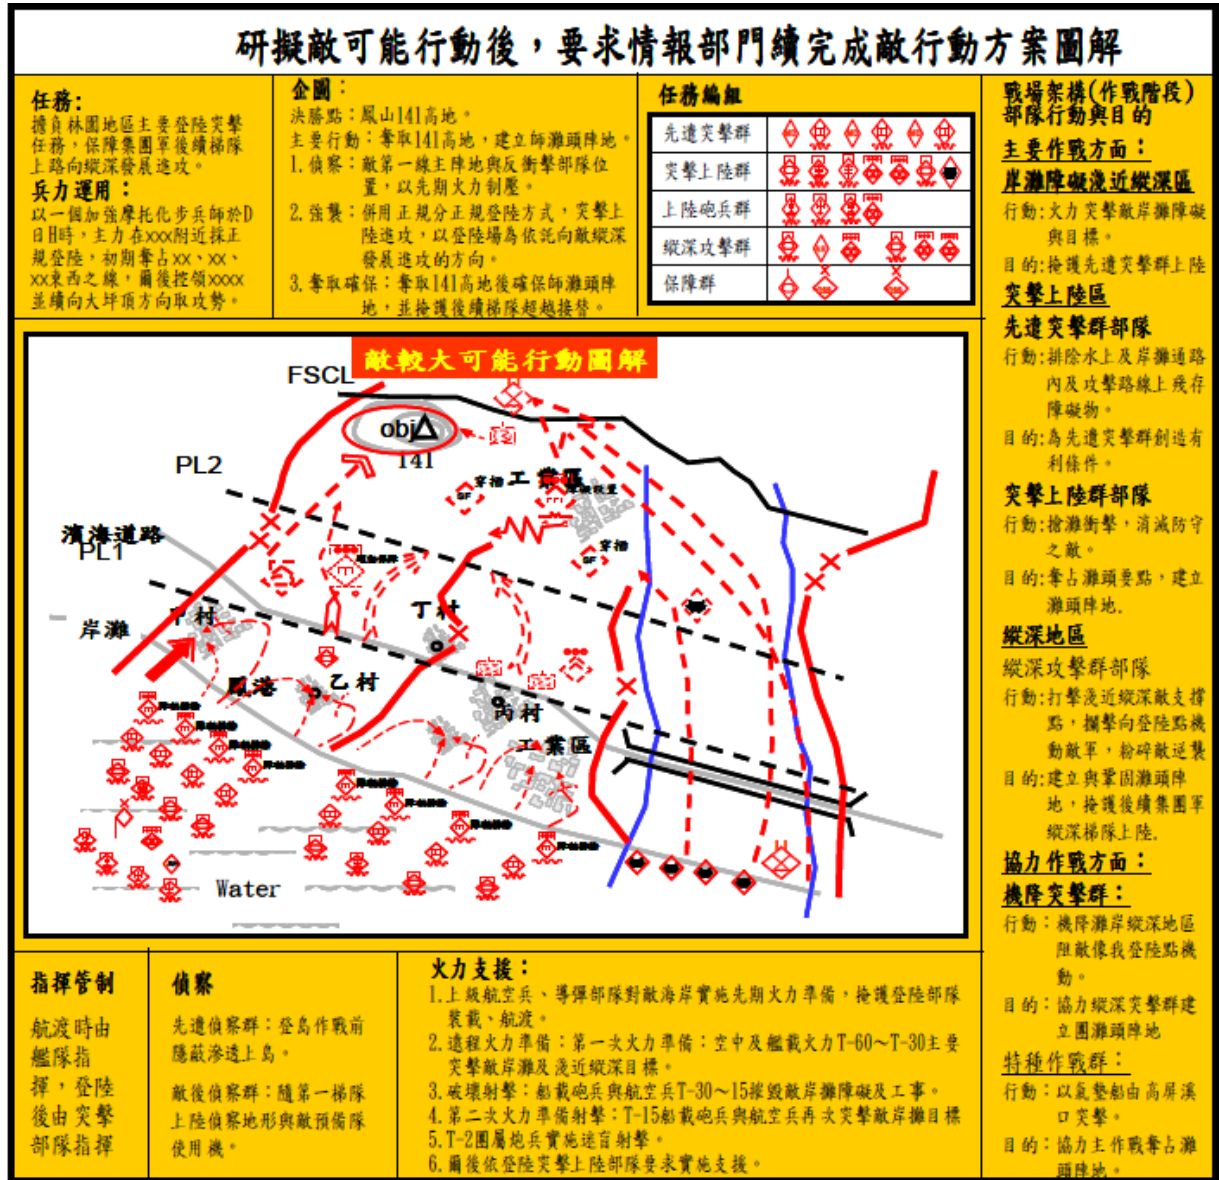 研擬敵可能行動後，要求情報部門續完成敵行動方案圖解
任務:
擔負林園地區主要登陸突擊
任務，保障集團軍後續梯隊
上路向縱深發展進攻。
兵力運用：
以一個加強摩托化步兵師於D
日H時，主力在xxx附近採正
規登陸，初期奪占xx、xx、
xx東西之線，爾後控領xxxx
並續向大坪頂方向取攻勢。
企圖：
決勝點：鳳山141高地。
主要行動：奪取141高地，建立師灘頭陣地。
1.偵察：敵第一線主陣地與反衝擊部隊位
置，以先期火力制壓。
2.強襲：併用正規分正規登陸方式，突擊上
陸進攻，以登陸場為依託向敵縱深
發展進攻的方向。
3.奪取確保：奪取141高地後確保師灘頭陣
地，並掩護後續梯隊超越接替。
任務編組
先遣突擊群
突擊上陸群
上陸砲兵群
縱深攻擊群
保障群
戰場架構(作戰階段)
部隊行動與目的
主要作戰方面：
岸灘障礙淺近縱深區
行動:火力突擊敵岸攤障礙
與目標。
目的:掩護先遣突擊群上陸
突擊上陸區
先遣突擊群部隊
行動:排除水上及岸攤通路
內及攻擊路線上殘存
障礙物。
目的:為先遣突擊群創造有
利條件。
突擊上陸群部隊
行動:搶灘衝擊，消滅防守
之敵。
目的:奪占灘頭要點，建立
灘頭陣地.
縱深地區
縱深攻擊群部隊
行動:打擊淺近縱深敵支撐
點，攔擊向登陸點機
動敵軍，粉碎敵逆襲
目的:建立與鞏固灘頭陣
地，掩護後續集團軍
縱深梯隊上陸.
協力作戰方面：
機降突擊群：
行動：機降灘岸縱深地區
阻敵像我登陸點機
動。
目的：協力縱深突擊群建
立團灘頭陣地
特種作戰群：
行動：以氣墊船由高屏溪
口突擊。
目的：協力主作戰奪占灘
頭陣地。
敵較大可能行動圖解
FSCL
obj
141
PL2
穿插
工業區
SF
濱海道路
PL1
穿插
SF
甲村
丁村
岸灘
鳳港
乙村
丙村
工業區
Water
指揮管制
航渡時由
艦隊指
揮，登陸
後由突擊
部隊指揮
偵察
先遣偵察群：登島作戰前
隱蔽滲透上島。
敵後偵察群：隨第一梯隊
上陸偵察地形與敵預備隊
使用機。
火力支援：
1.上級航空兵、導彈部隊對敵海岸實施先期火力準備，掩護登陸部隊
裝載、航渡。
2.遠程火力準備：第一次火力準備：空中及艦載火力T-60～T-30主要
突擊敵岸灘及淺近縱深目標。
3.破壞射擊：船載砲兵與航空兵T-30～15摧毀敵岸攤障礙及工事。
4.第二次火力準備射擊：T-15船載砲兵與航空兵再次突擊敵岸攤目標
5.T-2團屬炮兵實施迷盲射擊。
6.爾後依登陸突擊上陸部隊要求實施支援。